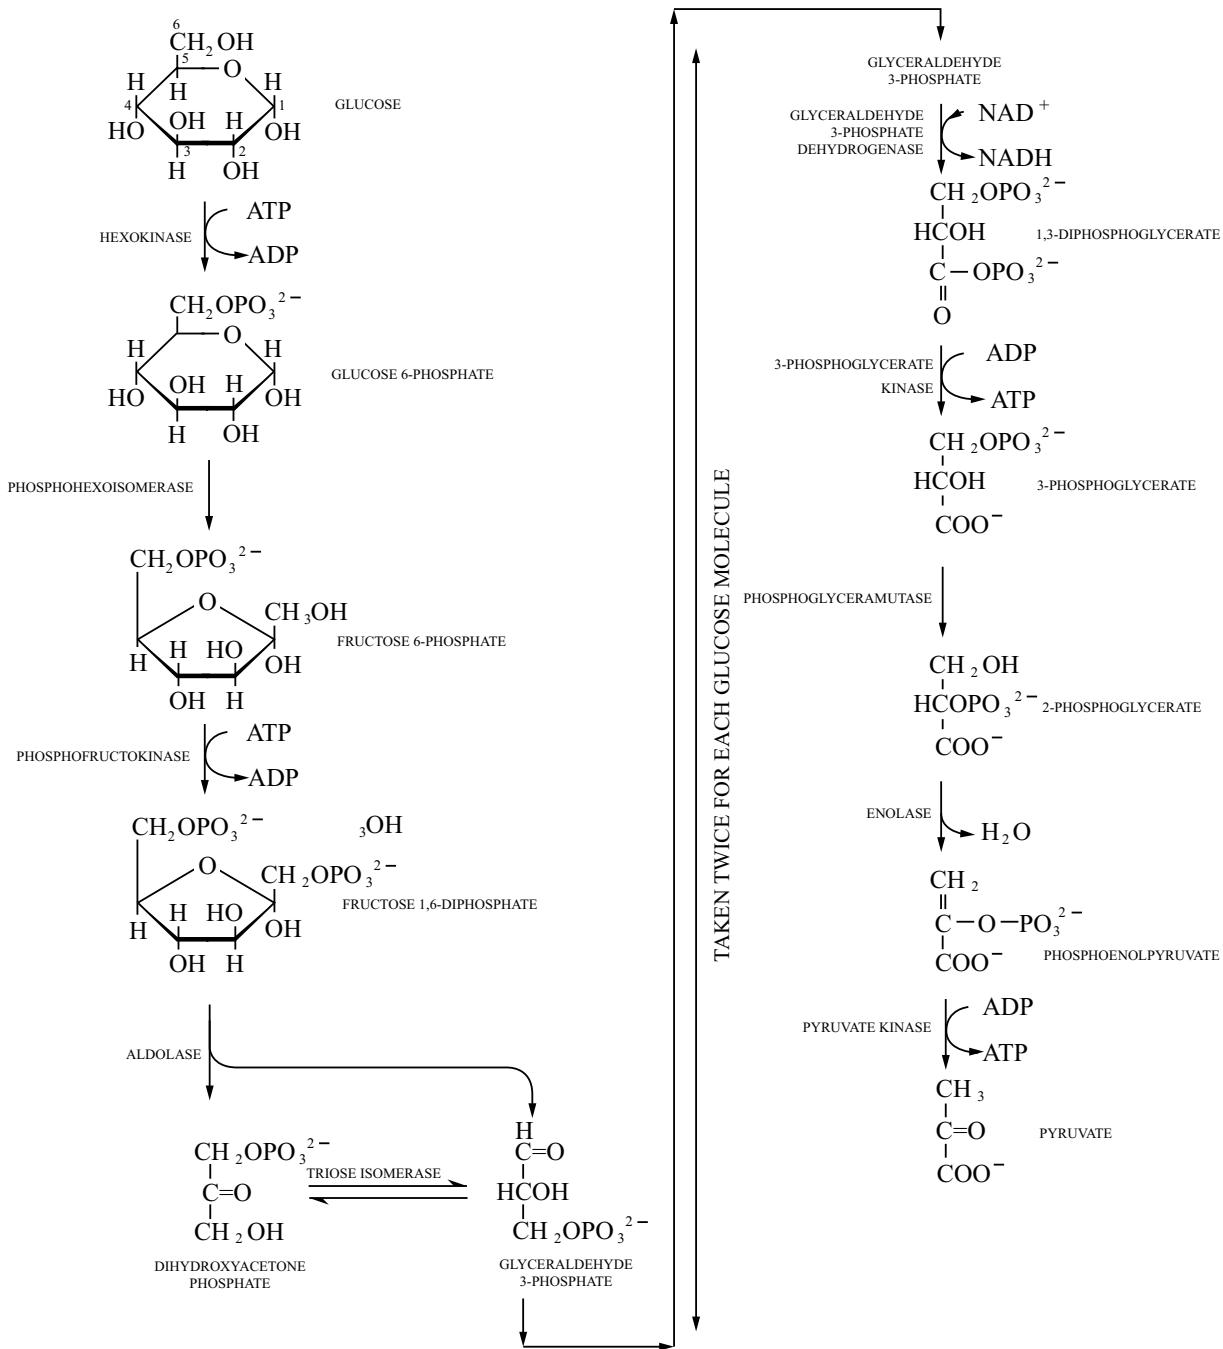 6
CH2OH
5
O
H
H
H
4
1
OH
H
HO
OH
3
2
H
OH
GLUCOSE
ATP
HEXOKINASE
ADP
CH2OPO3 2−
O
H
H
OH
H
HO
OH
H
OH
GLUCOSE 6-PHOSPHATE
PHOSPHOHEXOISOMERASE
CH2OPO3 2−
O
CH3OH
H
HO
H
OH
OH
H
FRUCTOSE 6-PHOSPHATE
ATP
PHOSPHOFRUCTOKINASE
ADP
CH2OPO3 2−
3OH
O
CH2OPO3 2−
H
HO
H
OH
OH
H
FRUCTOSE 1,6-DIPHOSPHATE
ALDOLASE
CH2OPO3 2−
C=O
CH2OH
DIHYDROXYACETONE
PHOSPHATE
TRIOSE ISOMERASE
H
C=O
HCOH
CH2OPO3 2−
GLYCERALDEHYDE
3-PHOSPHATE
TAKEN TWICE FOR EACH GLUCOSE MOLECULE
GLYCERALDEHYDE
3-PHOSPHATE
GLYCERALDEHYDE
3-PHOSPHATE
DEHYDROGENASE
NAD+
NADH
CH2OPO3 2−
HCOH
C−OPO3 2−
O
1,3-DIPHOSPHOGLYCERATE
3-PHOSPHOGLYCERATE
KINASE
ADP
ATP
CH2OPO3 2−
HCOH
COO−
3-PHOSPHOGLYCERATE
PHOSPHOGLYCERAMUTASE
CH2OH
HCOPO3 2−
COO−
2-PHOSPHOGLYCERATE
ENOLASE
H2O
CH2
C−O−PO3 2−
COO−
PHOSPHOENOLPYRUVATE
PYRUVATE KINASE
ADP
ATP
CH3
C=O
COO−
PYRUVATE